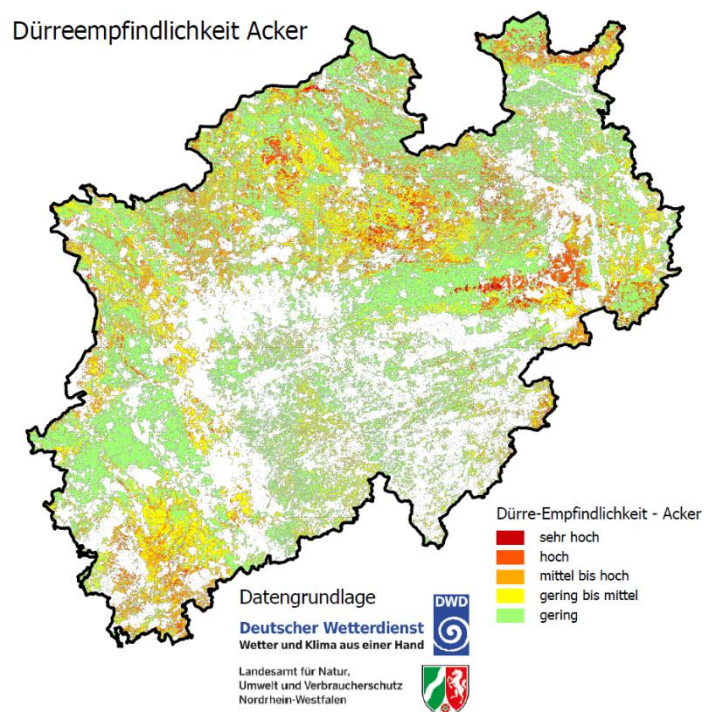 Dürreempfindlichkeit Acker
Dürre-Empfindlichkeit - Acker
sehr hoch
hoch
mittel bis hoch
gering bis mittel
gering
Datengrundlage
Deutscher Wetterdienst
Wetter und Klima aus einer Hand
DWD
Landesamt für Natur,
Umwelt und Verbraucherschutz
Nordrhein-Westfalen